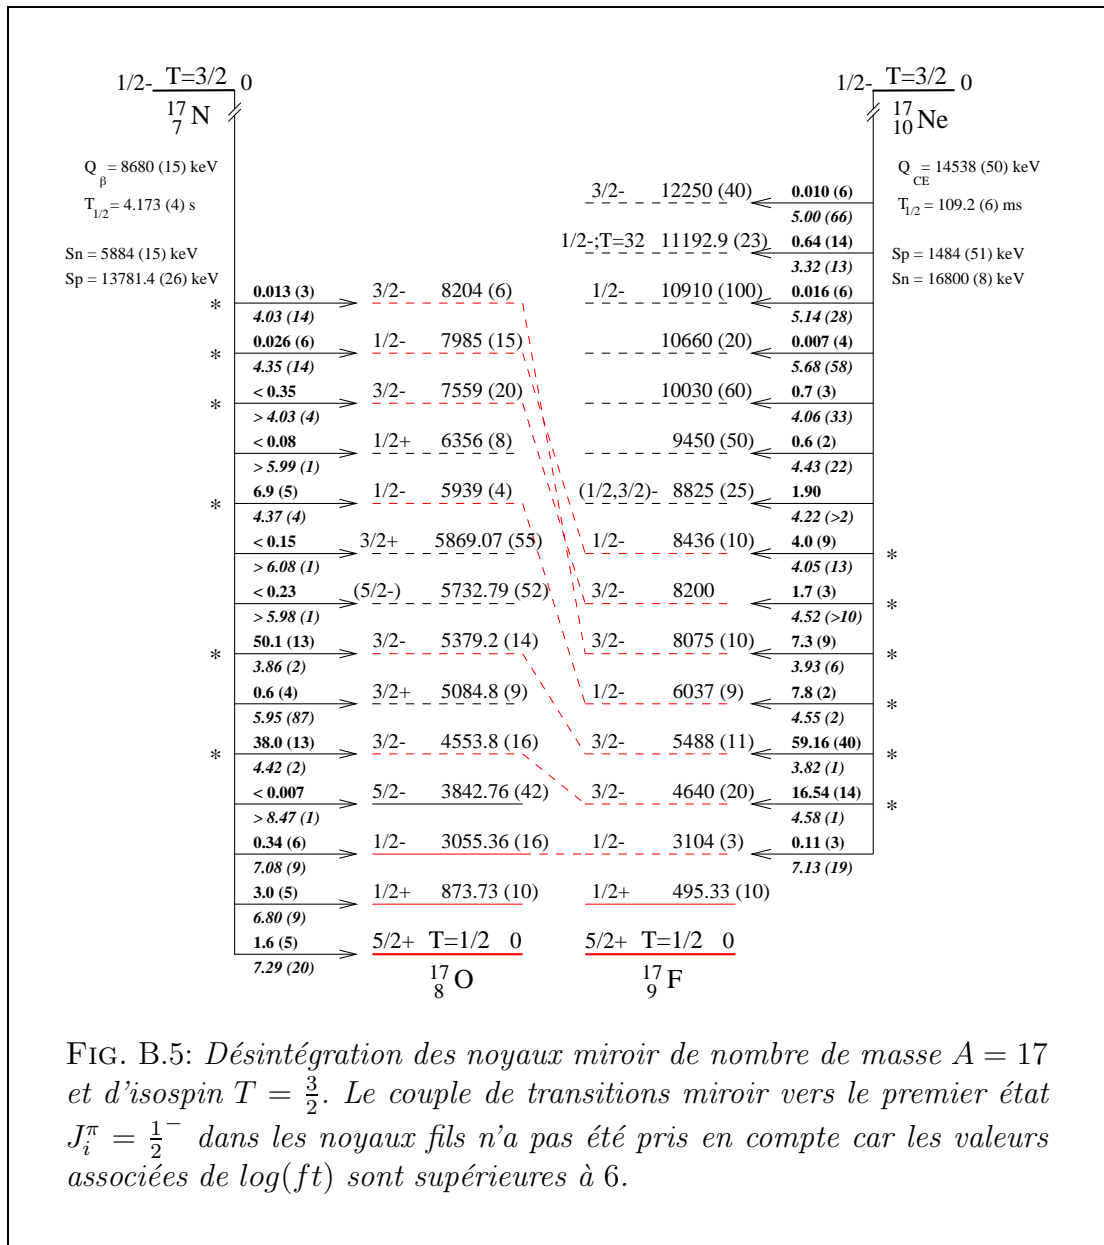 1/2- T=3/2 0
17 7 N
Qβ = 8680 (15) keV
T1/2 = 4.173 (4) s
Sn = 5884 (15) keV
Sp = 13781.4 (26) keV
1/2- T=3/2 0
17 10 Ne
QCE = 14538 (50) keV
T1/2 = 109.2 (6) ms
Sp = 1484 (51) keV
Sn = 16800 (8) keV
* 0.013 (3) 3/2- 8204 (6)
4.03 (14)
* 0.026 (6) 1/2- 7985 (15)
4.35 (14)
* < 0.35 3/2- 7559 (20)
> 4.03 (4)
< 0.08 1/2+ 6356 (8)
> 5.99 (1)
* 6.9 (5) 1/2- 5939 (4)
4.37 (4)
< 0.15 3/2+ 5869.07 (55)
> 6.08 (1)
< 0.23 (5/2-) 5732.79 (52)
> 5.98 (1)
* 50.1 (13) 3/2- 5379.2 (14)
3.86 (2)
0.6 (4) 3/2+ 5084.8 (9)
5.95 (87)
* 38.0 (13) 3/2- 4553.8 (16)
4.42 (2)
< 0.007 5/2- 3842.76 (42)
> 8.47 (1)
0.34 (6) 1/2- 3055.36 (16)
7.08 (9)
3.0 (5) 1/2+ 873.73 (10)
6.80 (9)
1.6 (5) 5/2+ T=1/2 0
7.29 (20)
17 8 O
3/2- 12250 (40) 0.010 (6)
5.00 (66)
1/2-;T=32 11192.9 (23) 0.64 (14)
3.32 (13)
1/2- 10910 (100) 0.016 (6)
5.14 (28)
10660 (20) 0.007 (4)
5.68 (58)
10030 (60) 0.7 (3)
4.06 (33)
9450 (50) 0.6 (2)
4.43 (22)
(1/2,3/2)- 8825 (25) 1.90
4.22 (>2)
1/2- 8436 (10) 4.0 (9) *
4.05 (13)
3/2- 8200 1.7 (3) *
4.52 (>10)
3/2- 8075 (10) 7.3 (9) *
3.93 (6)
1/2- 6037 (9) 7.8 (2) *
4.55 (2)
3/2- 5488 (11) 59.16 (40) *
3.82 (1)
3/2- 4640 (20) 16.54 (14) *
4.58 (1)
1/2- 3104 (3) 0.11 (3)
7.13 (19)
1/2+ 495.33 (10)
5/2+ T=1/2 0
17 9 F
FIG. B.5: Désintégration des noyaux miroir de nombre de masse A = 17
et d'isospin T = 3/2. Le couple de transitions miroir vers le premier état
J_i^π = 1/2^- dans les noyaux fils n'a pas été pris en compte car les valeurs
associées de log(ft) sont supérieures à 6.